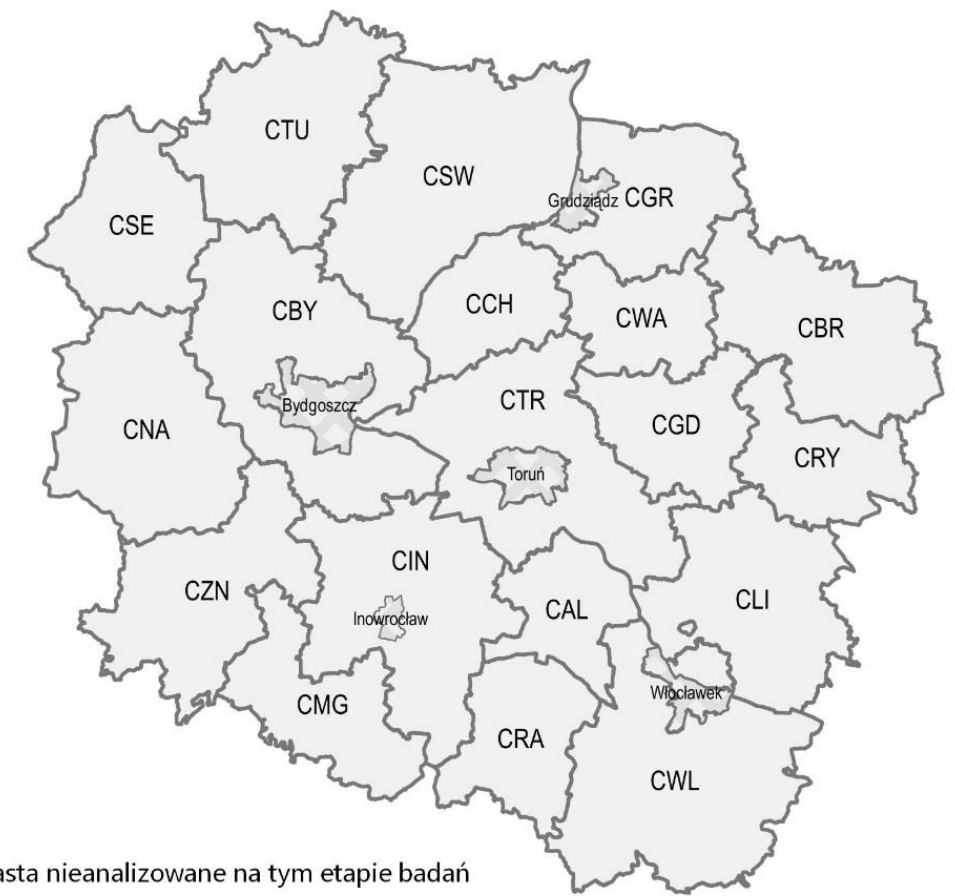 CTU
CSW
CSE
Grudziądz CGR
CBY
CCH
CWA
CBR
Bydgoszcz
CTR
CNA
CGD
CRY
Toruń
CIN
CZN
CAL
CLI
Inowrocław
Włocławek
CMG
CRA
CWL
asta nieanalizowane na tym etapie badań